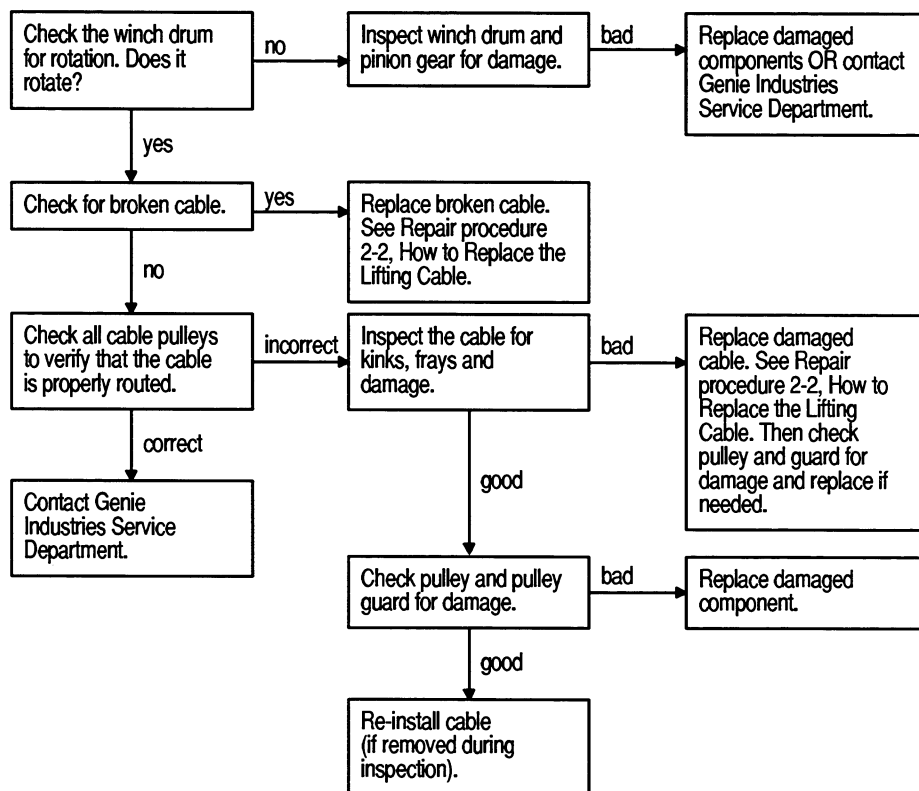 Check the winch drum
for rotation. Does it
rotate?
no
Inspect winch drum and
pinion gear for damage.
bad
Replace damaged
components OR contact
Genie Industries
Service Department.
yes
Check for broken cable.
yes
Replace broken cable.
See Repair procedure
2-2, How to Replace the
Lifting Cable.
no
Check all cable pulleys
to verify that the cable
is properly routed.
incorrect
Inspect the cable for
kinks, frays and
damage.
bad
Replace damaged
cable. See Repair
procedure 2-2, How to
Replace the Lifting
Cable. Then check
pulley and guard for
damage and replace if
needed.
correct
Contact Genie
Industries Service
Department.
good
Check pulley and pulley
guard for damage.
bad
Replace damaged
component.
good
Re-install cable
(if removed during
inspection).